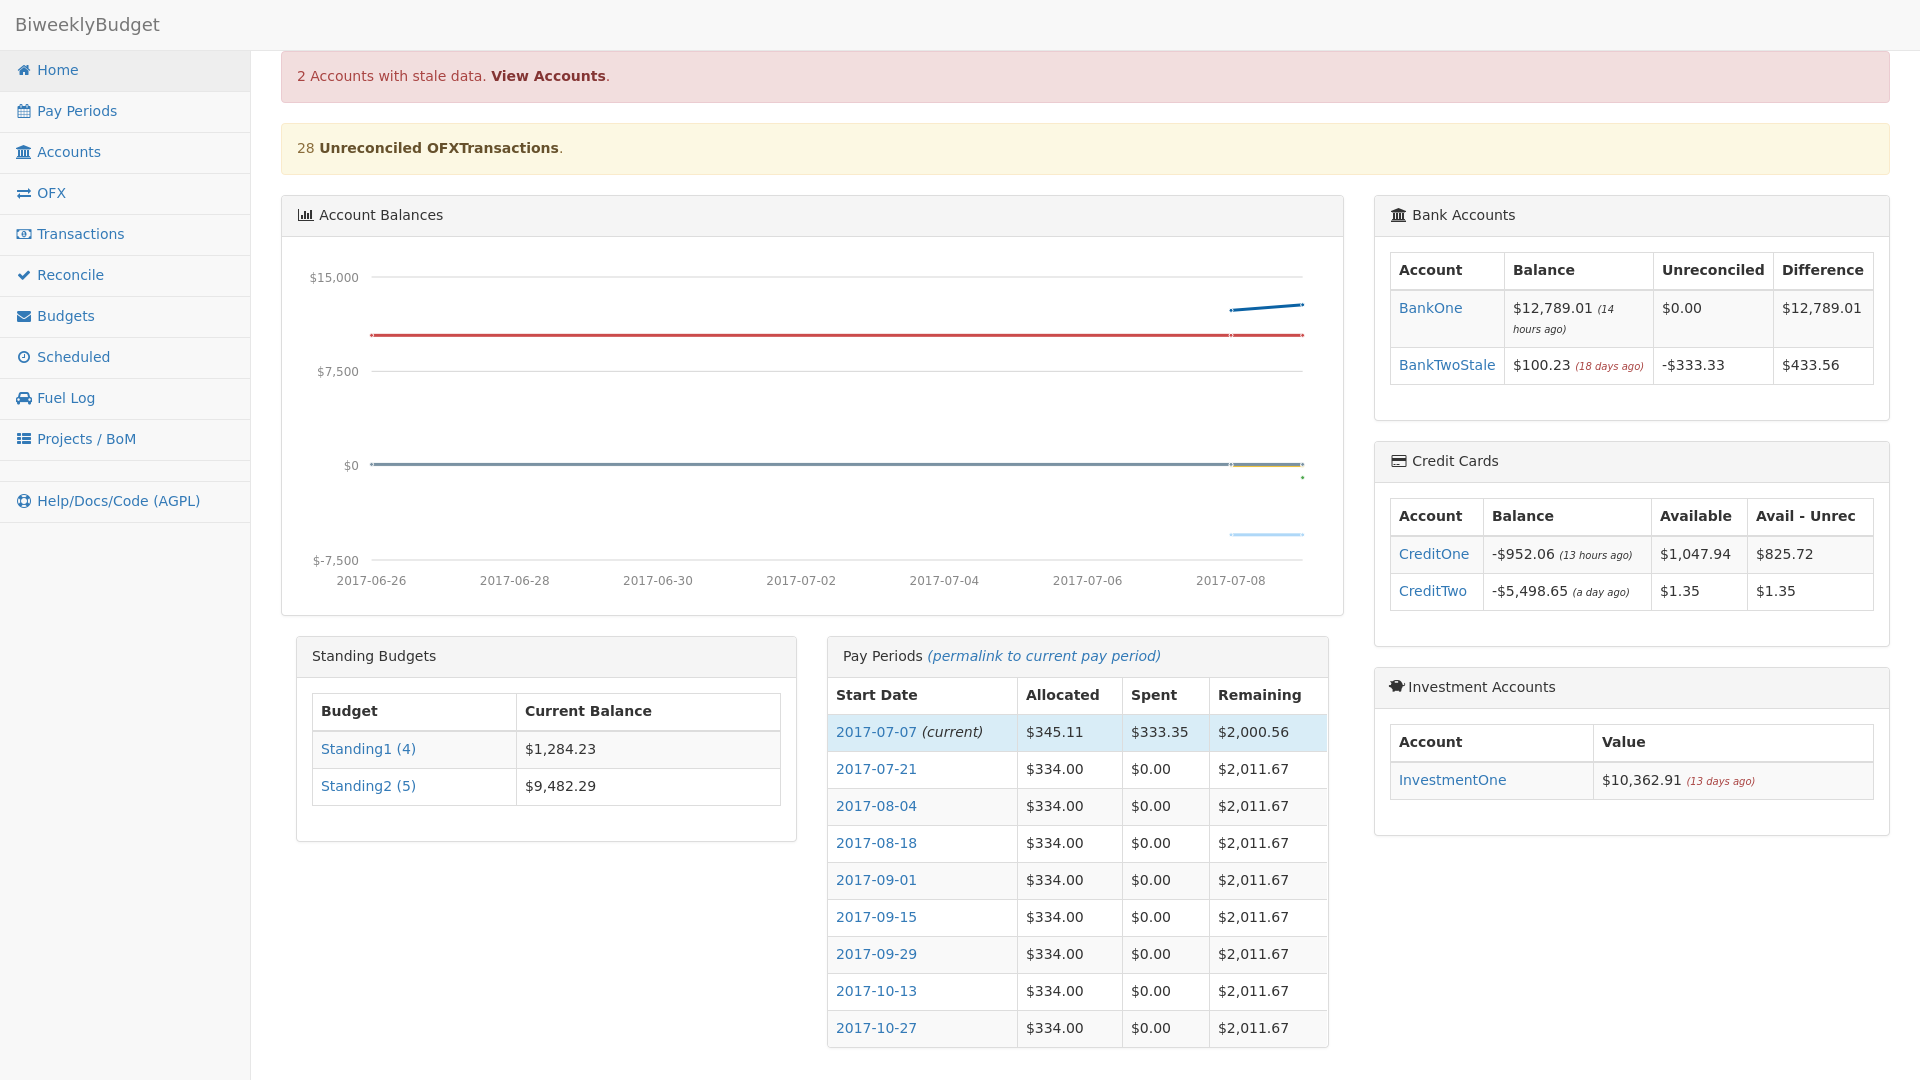 BiweeklyBudget
Home
Pay Periods
Accounts
OFX
Transactions
Reconcile
Budgets
Scheduled
Fuel Log
Projects / BoM
Help/Docs/Code (AGPL)
2 Accounts with stale data. View Accounts.
28 Unreconciled OFXTransactions.
Account Balances
$15,000
$7,500
$0
$-7,500
2017-06-26 2017-06-28 2017-06-30 2017-07-02 2017-07-04 2017-07-06 2017-07-08
Standing Budgets
Budget Current Balance
Standing1 (4) $1,284.23
Standing2 (5) $9,482.29
Pay Periods (permalink to current pay period)
Start Date Allocated Spent Remaining
2017-07-07 (current) $345.11 $333.35 $2,000.56
2017-07-21 $334.00 $0.00 $2,011.67
2017-08-04 $334.00 $0.00 $2,011.67
2017-08-18 $334.00 $0.00 $2,011.67
2017-09-01 $334.00 $0.00 $2,011.67
2017-09-15 $334.00 $0.00 $2,011.67
2017-09-29 $334.00 $0.00 $2,011.67
2017-10-13 $334.00 $0.00 $2,011.67
2017-10-27 $334.00 $0.00 $2,011.67
Bank Accounts
Account Balance Unreconciled Difference
BankOne $12,789.01 (14 $0.00 $12,789.01
hours ago)
BankTwoStale $100.23 (18 days ago) -$333.33 $433.56
Credit Cards
Account Balance Available Avail - Unrec
CreditOne -$952.06 (13 hours ago) $1,047.94 $825.72
CreditTwo -$5,498.65 (a day ago) $1.35 $1.35
Investment Accounts
Account Value
InvestmentOne $10,362.91 (13 days ago)